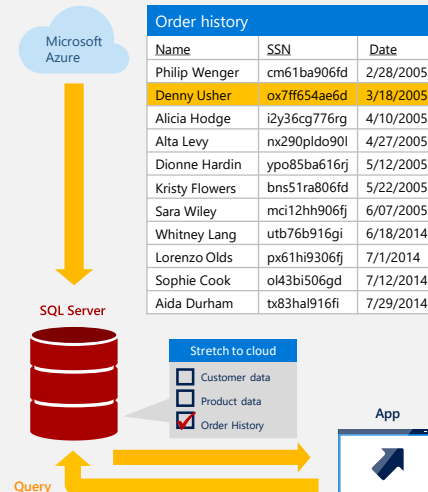 Microsoft
Azure
Order history
Name SSN Date
Philip Wenger cm61ba906fd 2/28/2005
Denny Usher ox7ff654ae6d 3/18/2005
Alicia Hodge i2y36cg776rg 4/10/2005
Alta Levy nx290pldo90l 4/27/2005
Dionne Hardin ypo85ba616rj 5/12/2005
Kristy Flowers bns51ra806fd 5/22/2005
Sara Wiley mci12hh906fj 6/07/2005
Whitney Lang utb76b916gi 6/18/2014
Lorenzo Olds px61hi9306fj 7/1/2014
Sophie Cook ol43bi506gd 7/12/2014
Aida Durham tx83hal916fi 7/29/2014
SQL Server
Stretch to cloud
Customer data
Product data
Order History
App
Query